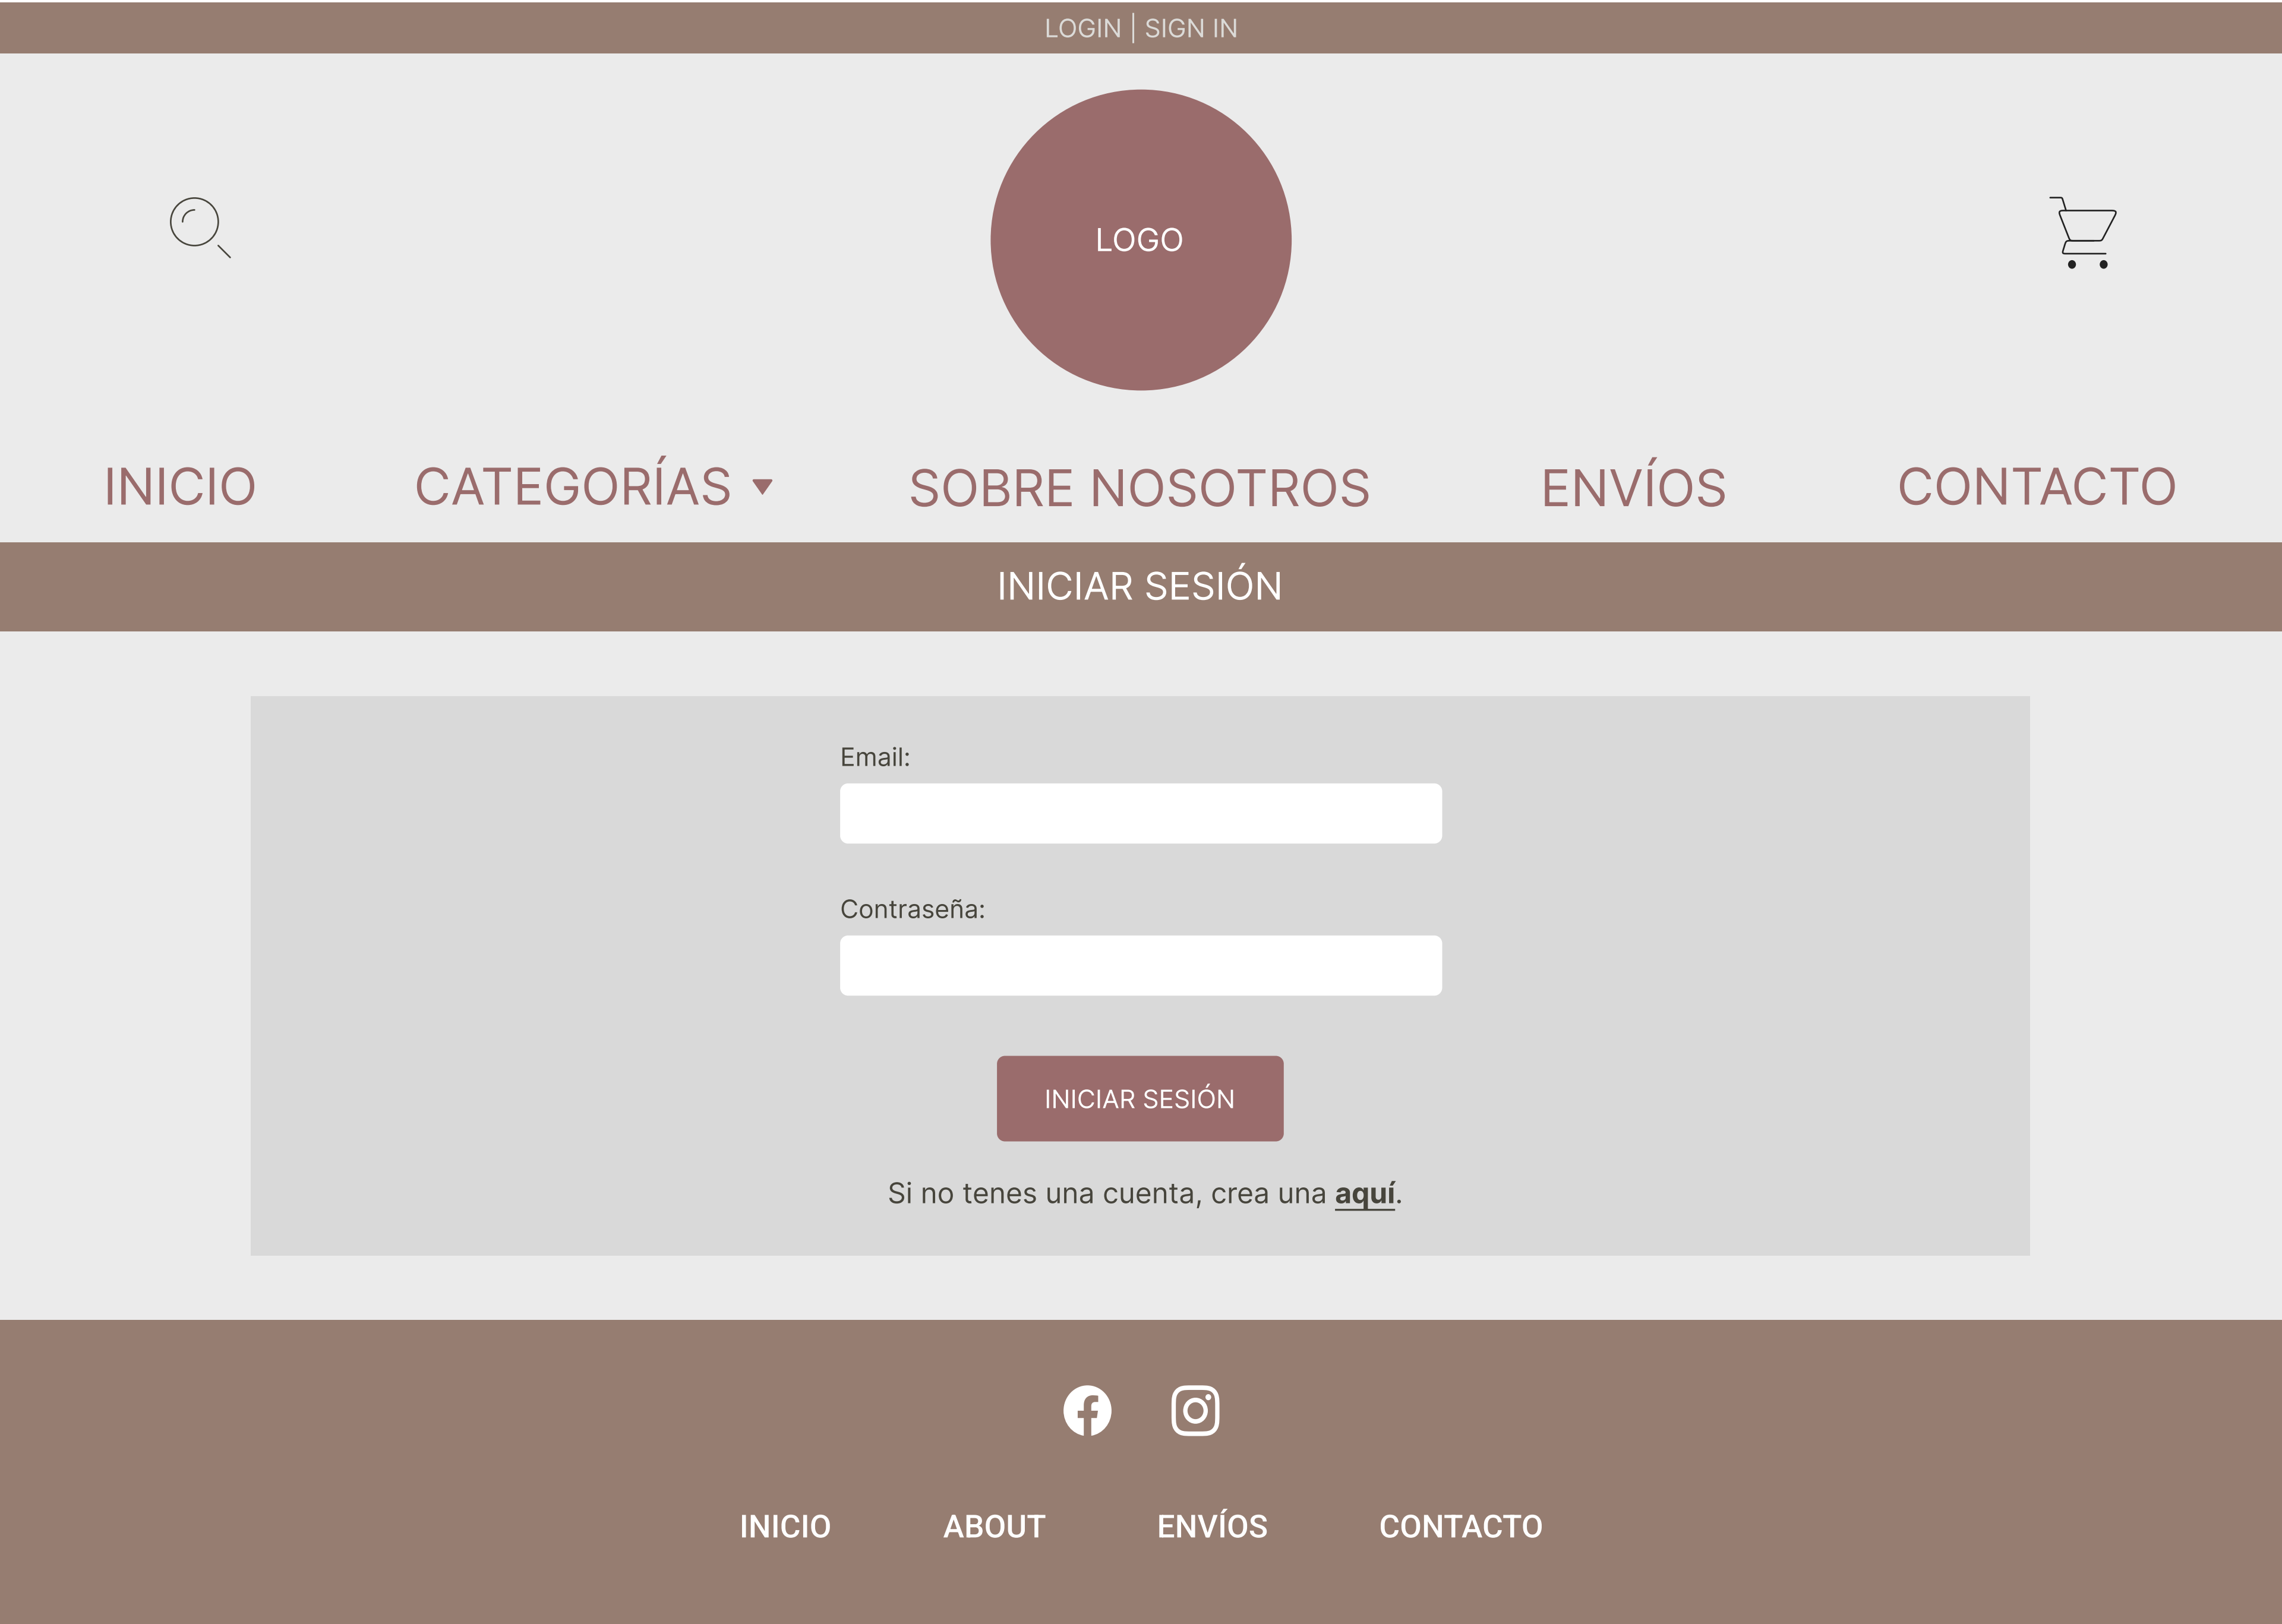 LOGIN | SIGN IN
LOGO
INICIO CATEGORÍAS SOBRE NOSOTROS ENVÍOS CONTACTO
INICIAR SESIÓN
Email:
Contraseña:
INICIAR SESIÓN
Si no tenes una cuenta, crea una aquí.
INICIO ABOUT ENVÍOS CONTACTO